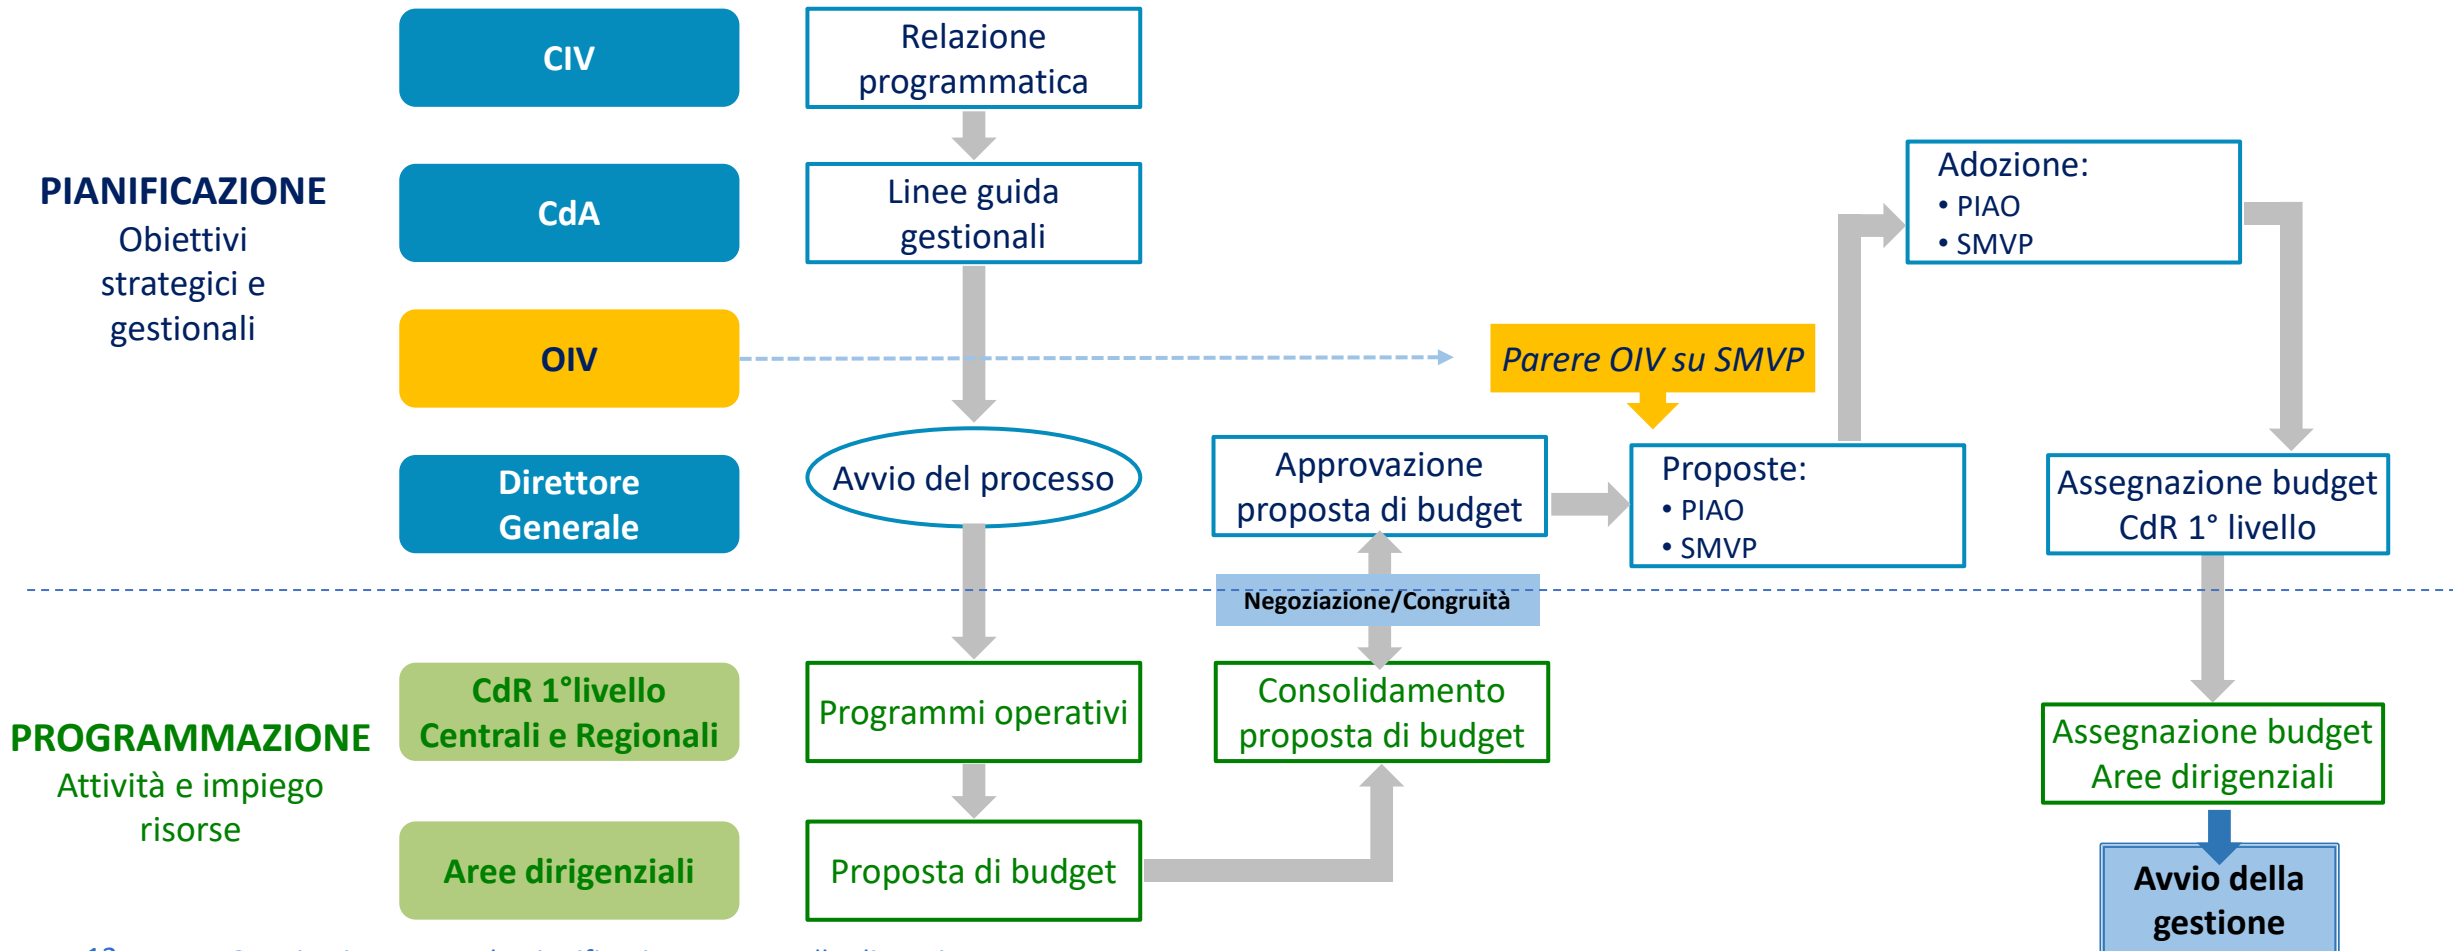 CIV
Relazione
programmatica
PIANIFICAZIONE
Obiettivi
strategici e
gestionali
CdA
Linee guida
gestionali
Adozione:
• PIAO
• SMVP
OIV
Parere OIV su SMVP
Direttore
Generale
Avvio del processo
Approvazione
proposta di budget
Proposte:
• PIAO
• SMVP
Assegnazione budget
CdR 1° livello
Negoziazione/Congruità
PROGRAMMAZIONE
Attività e impiego
risorse
CdR 1°livello
Centrali e Regionali
Programmi operativi
Consolidamento
proposta di budget
Assegnazione budget
Aree dirigenziali
Aree dirigenziali
Proposta di budget
Avvio della
gestione